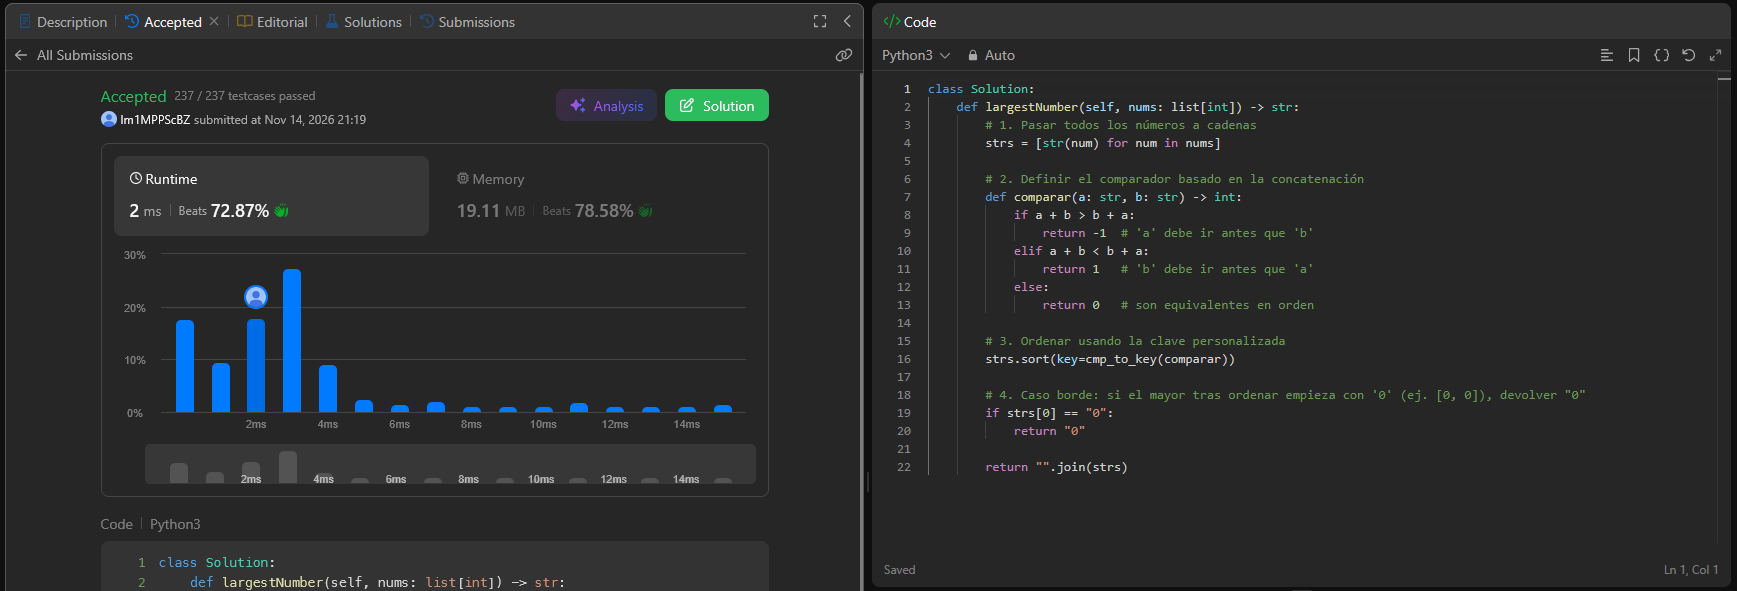 Description
Accepted
Editorial
Solutions
Submissions
All Submissions
Accepted 237 / 237 testcases passed
Im1MPPScBZ submitted at Nov 14, 2026 21:19
Analysis
Solution
Runtime
2 ms Beats 72.87%
Memory
19.11 MB Beats 78.58%
30%
20%
10%
0%
2ms 4ms 6ms 8ms 10ms 12ms 14ms
2ms 4ms 6ms 8ms 10ms 12ms 14ms
Code Python3
1 class Solution:
2 def largestNumber(self, nums: list[int]) -> str:
</> Code
Python3 Auto
1 class Solution:
2 def largestNumber(self, nums: list[int]) -> str:
3 # 1. Pasar todos los números a cadenas
4 strs = [str(num) for num in nums]
5
6 # 2. Definir el comparador basado en la concatenación
7 def comparar(a: str, b: str) -> int:
8 if a + b > b + a:
9 return -1 # 'a' debe ir antes que 'b'
10 elif a + b < b + a:
11 return 1 # 'b' debe ir antes que 'a'
12 else:
13 return 0 # son equivalentes en orden
14
15 # 3. Ordenar usando la clave personalizada
16 strs.sort(key=cmp_to_key(comparar))
17
18 # 4. Caso borde: si el mayor tras ordenar empieza con '0' (ej. [0, 0]), devolver "0"
19 if strs[0] == "0":
20 return "0"
21
22 return "".join(strs)
Saved
Ln 1, Col 1